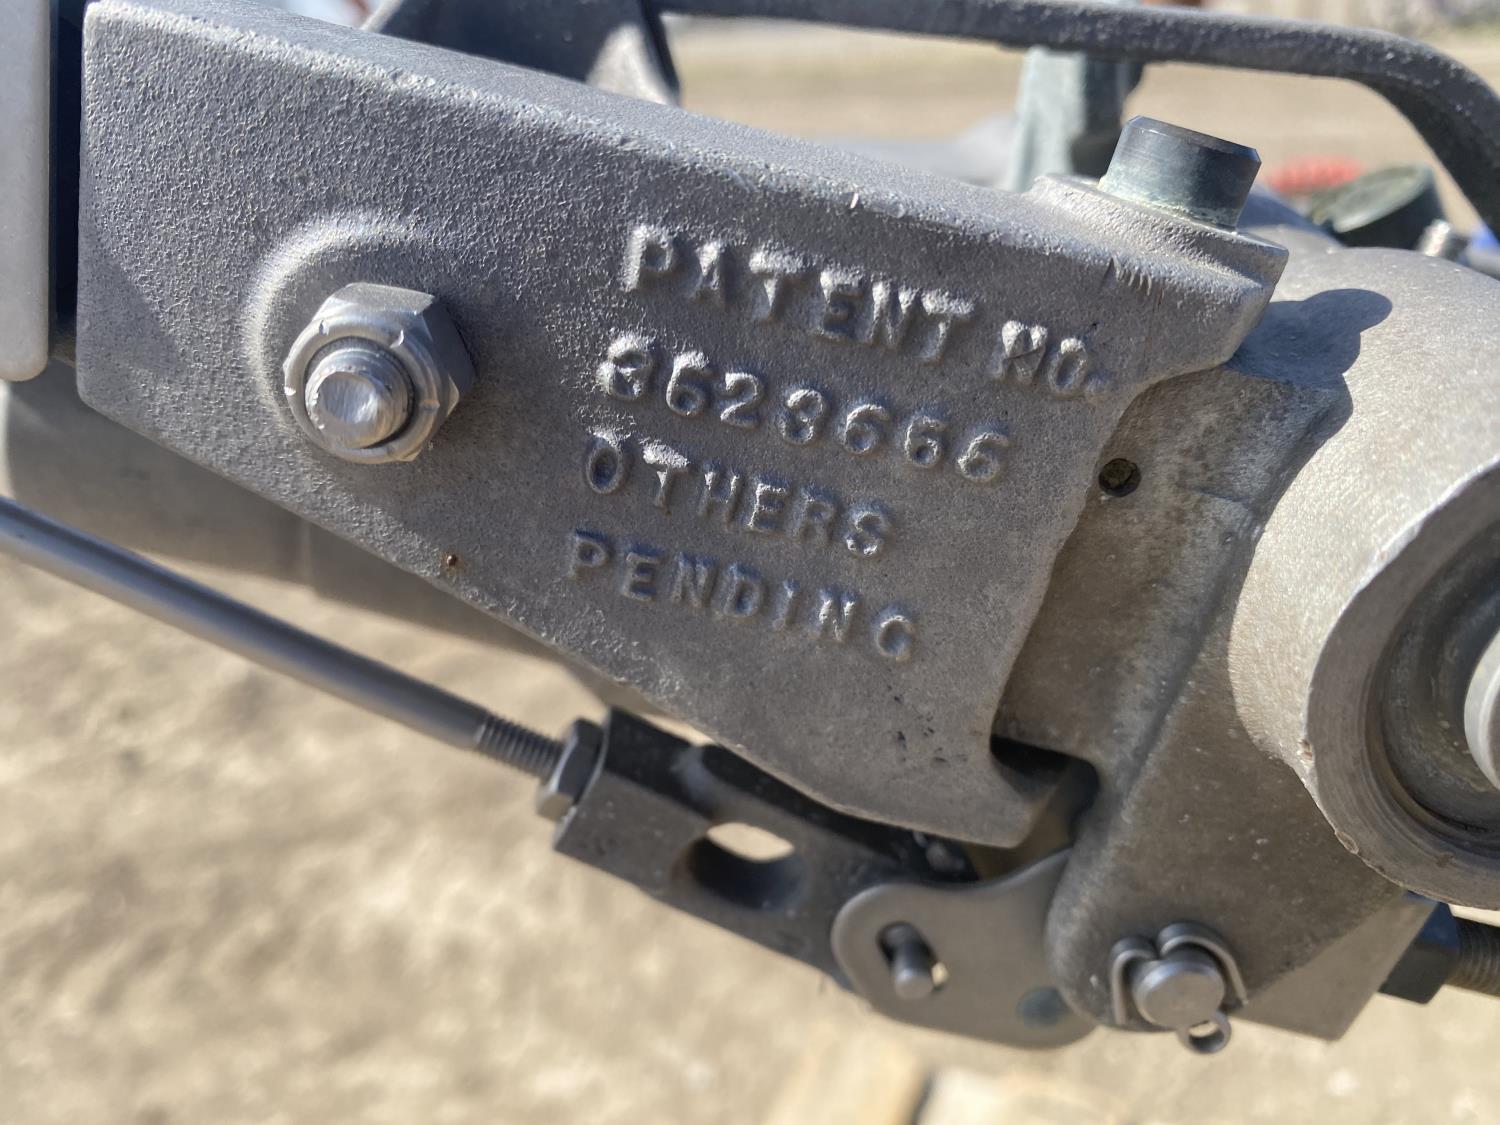 PATENT NO.
3623666
OTHERS
PENDING